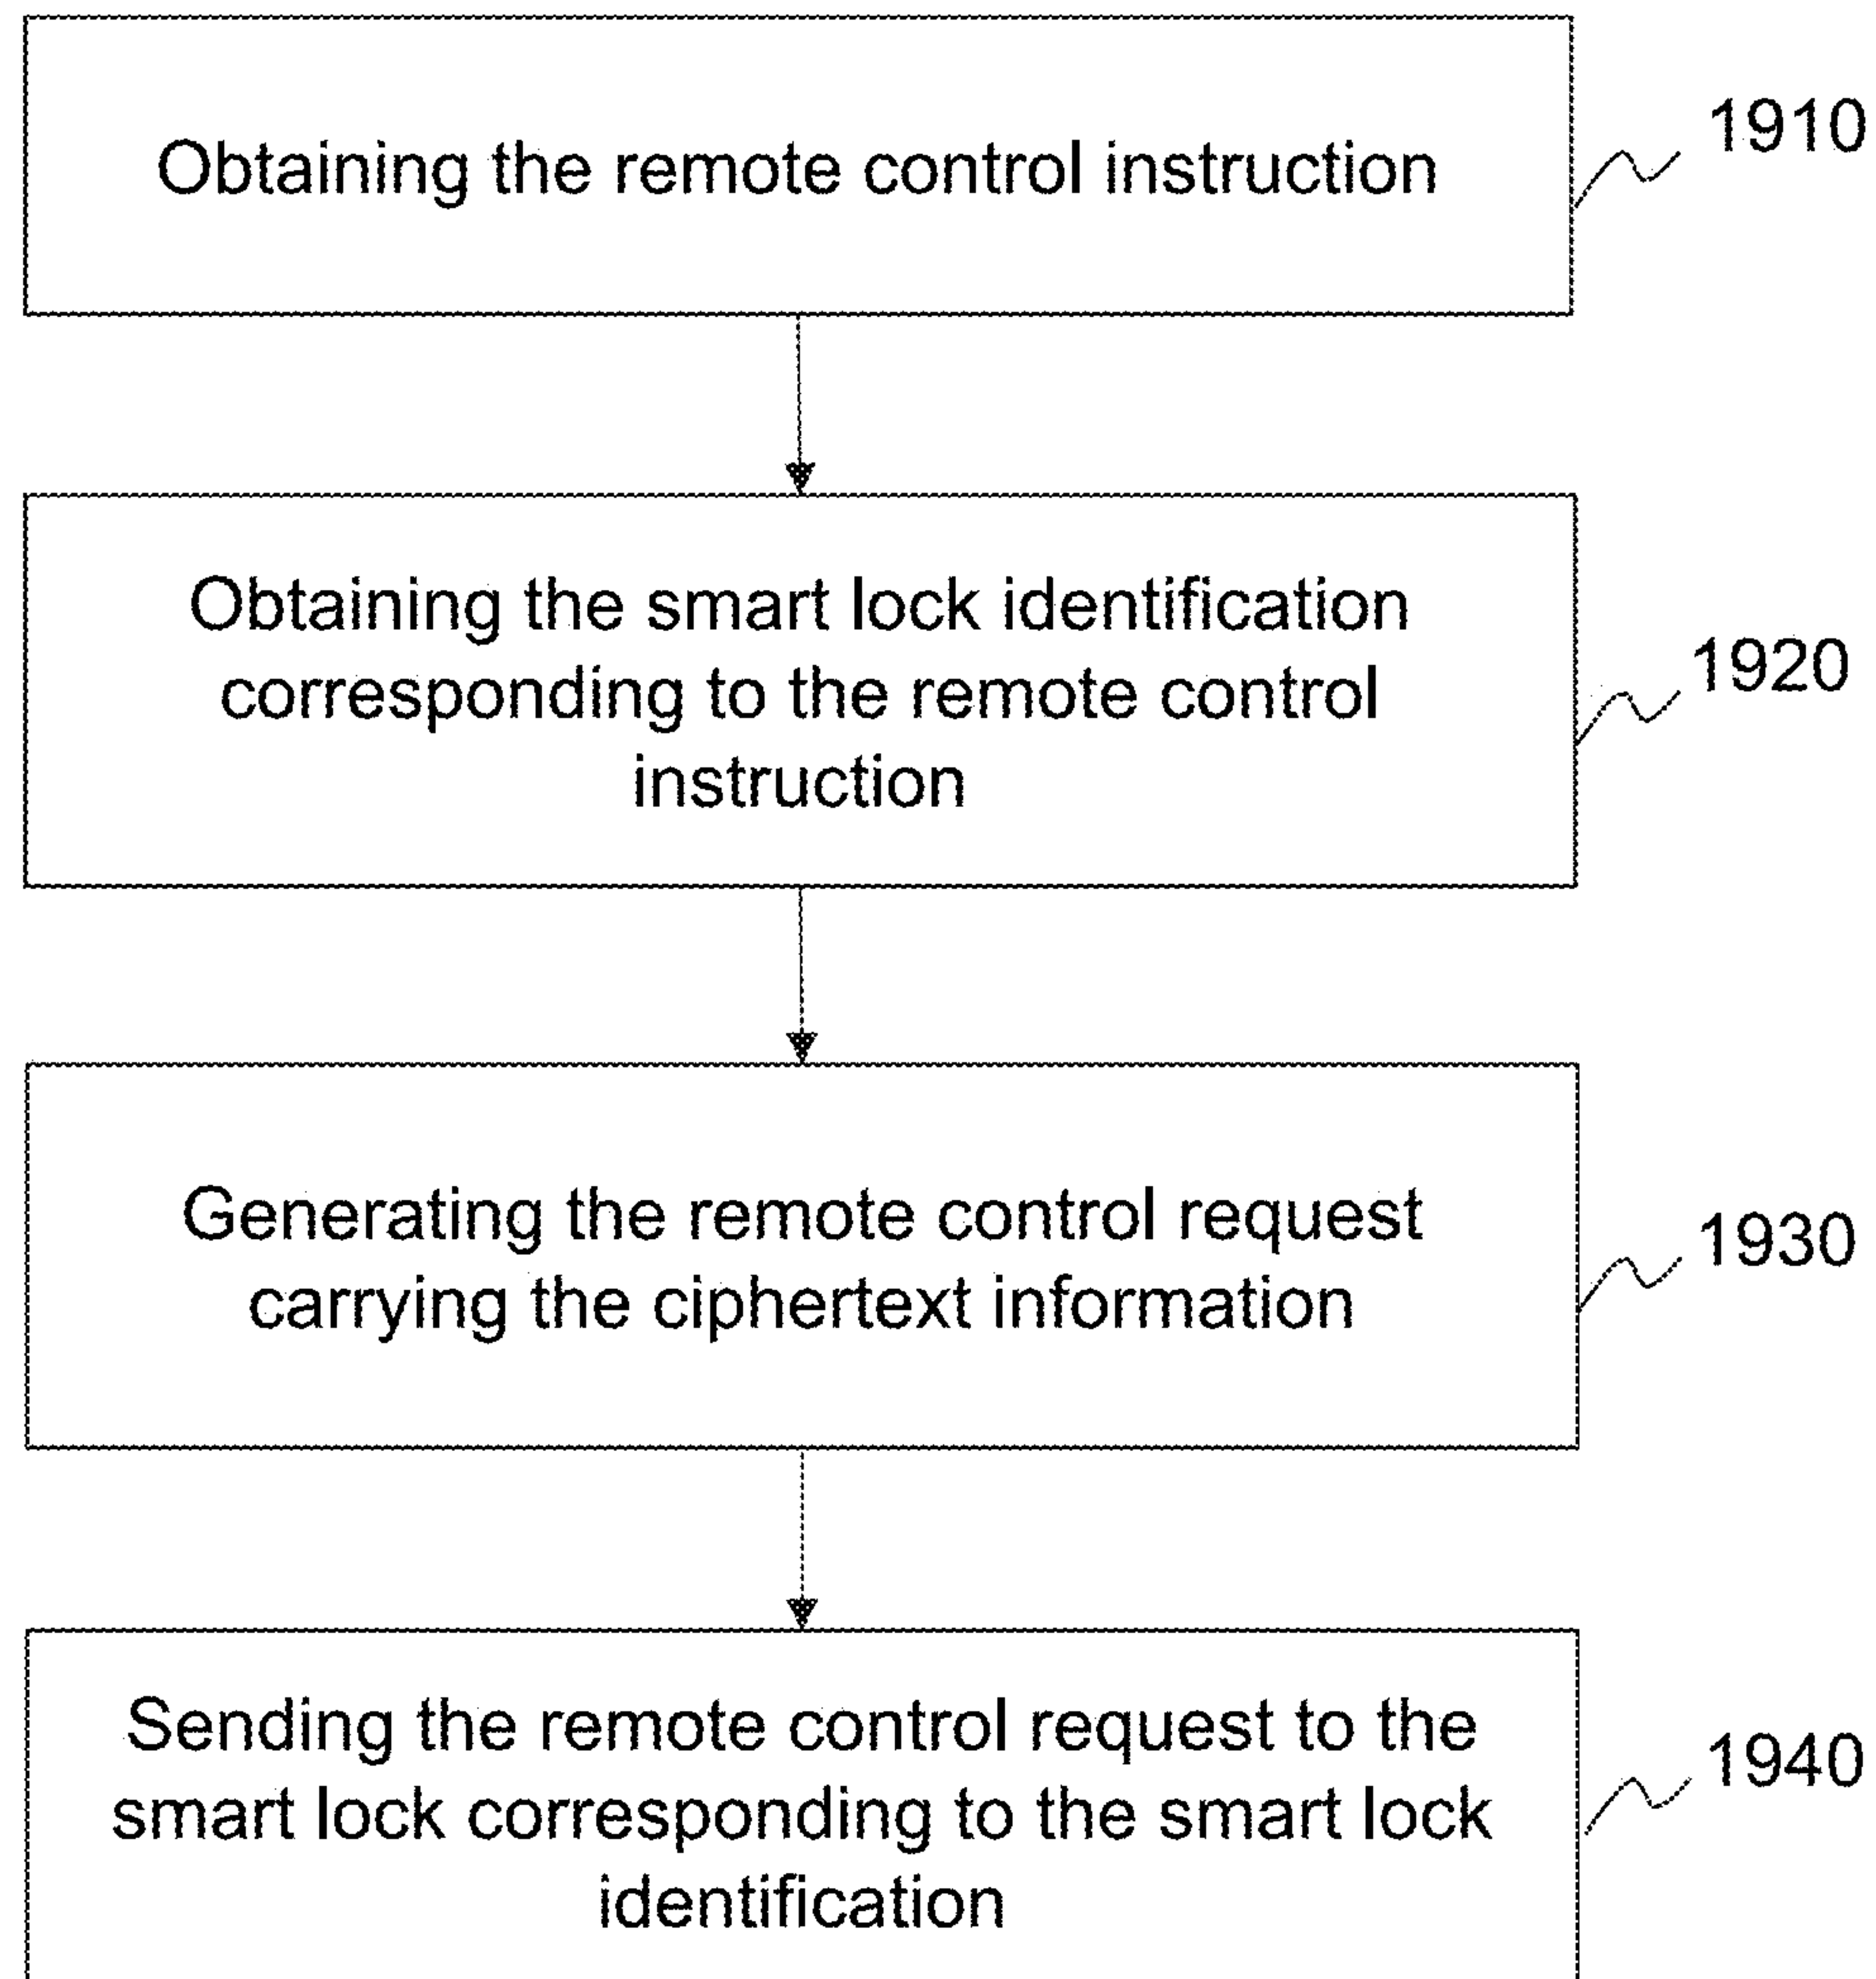 Obtaining the remote control instruction
1910
Obtaining the smart lock identification
corresponding to the remote control
instruction
1920
Generating the remote control request
carrying the ciphertext information
1930
Sending the remote control request to the
smart lock corresponding to the smart lock
identification
1940